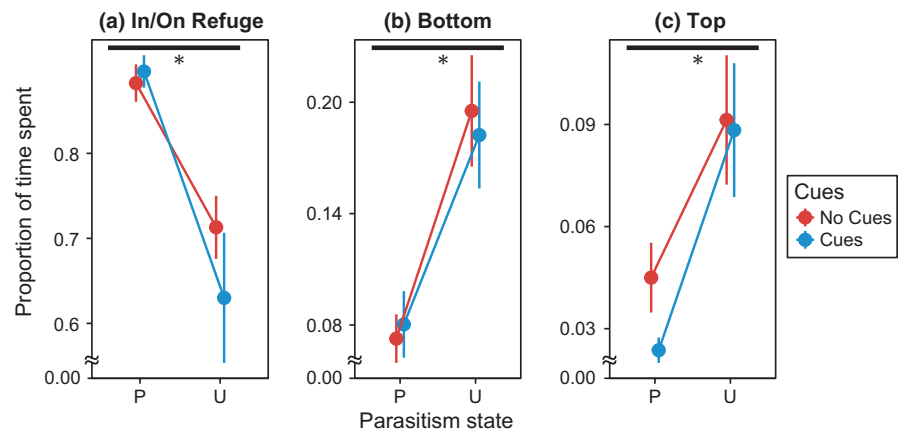 (a) In/On Refuge
(b) Bottom
(c) Top
*
*
*
Proportion of time spent
0.8
0.7
0.6
0.00
0.20
0.14
0.08
0.00
0.09
0.06
0.03
0.00
≈
≈
≈
P
U
P
U
P
U
Parasitism state
Cues
No Cues
Cues